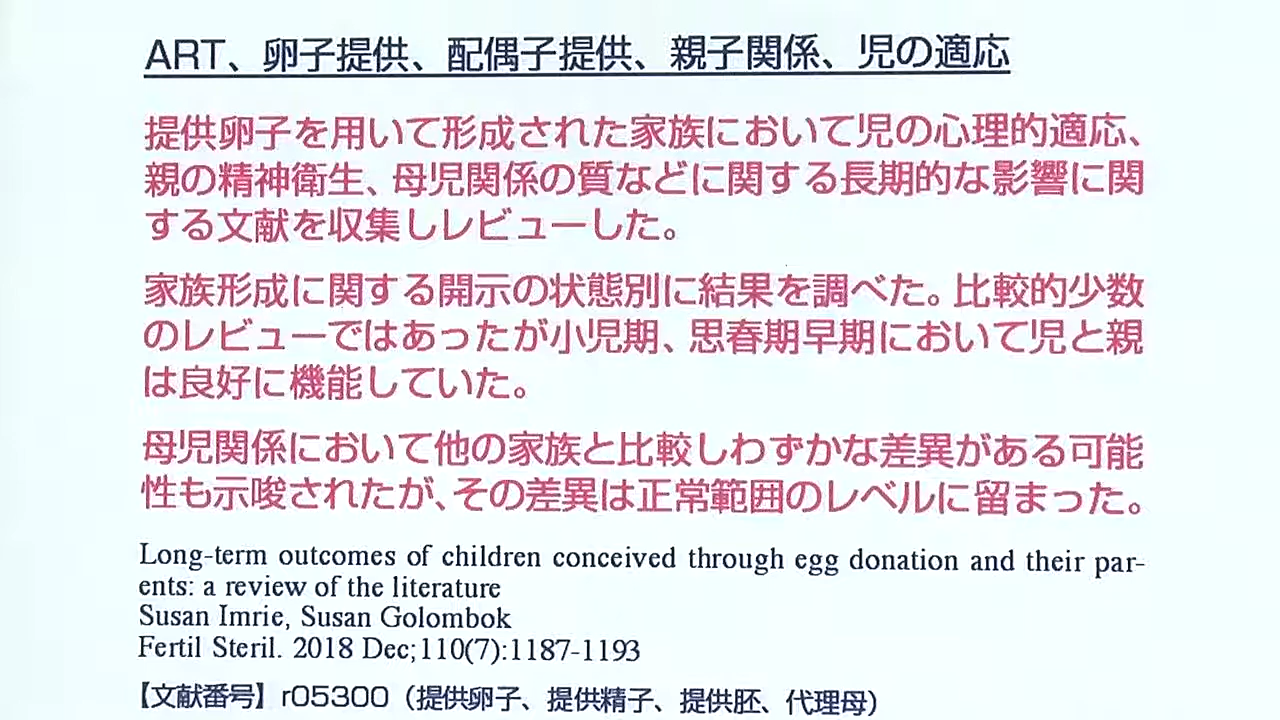 ART、卵子提供、配偶子提供、親子関係、児の適応
提供卵子を用いて形成された家族において児の心理的適応、
親の精神衛生、母児関係の質などに関する長期的な影響に関
する文献を収集しレビューした。
家族形成に関する開示の状態別に結果を調べた。比較的少数
のレビューではあったが小児期、思春期早期において児と親
は良好に機能していた。
母児関係において他の家族と比較しわずかな差異がある可能
性も示唆されたが、その差異は正常範囲のレベルに留まった。
Long-term outcomes of children conceived through egg donation and their par-
ents: a review of the literature
Susan Imrie, Susan Golombok
Fertil Steril. 2018 Dec;110(7):1187-1193
【文献番号】r05300（提供卵子、提供精子、提供胚、代理母）